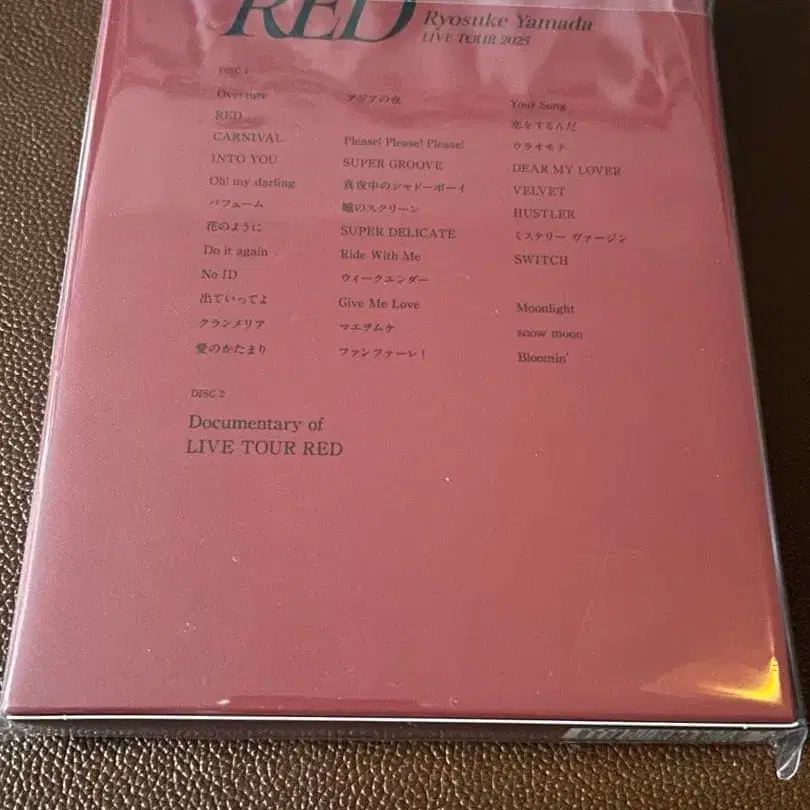 RED
Ryosuke Yamada
LIVE TOUR 2025
DISC 1
Overture
RED
CARNIVAL
INTO YOU
Oh! my darling
パフューム
花のように
Do it again
No ID
出ていってよ
クランメリア
愛のかたまり
アジアの夜
Please! Please! Please!
SUPER GROOVE
真夜中のシャドーボーイ
瞳のスクリーン
SUPER DELICATE
Ride With Me
ウィークエンダー
Give Me Love
マエヲムケ
ファンファーレ！
Your Song
恋をするんだ
ウラオモテ
DEAR MY LOVER
VELVET
HUSTLER
ミステリー ヴァージン
SWITCH
Moonlight
snow moon
Bloomin'
DISC 2
Documentary of
LIVE TOUR RED